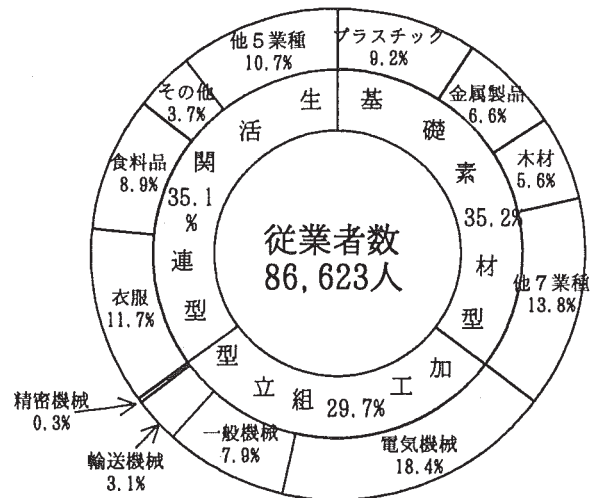 従業者数
86,623人
基礎素材型
35.2%
加工組立型
29.7%
生活関連型
35.1%
プラスチック
9.2%
金属製品
6.6%
木材
5.6%
他7業種
13.8%
電気機械
18.4%
一般機械
7.9%
輸送機械
3.1%
精密機械
0.3%
衣服
11.7%
食料品
8.9%
その他
3.7%
他5業種
10.7%